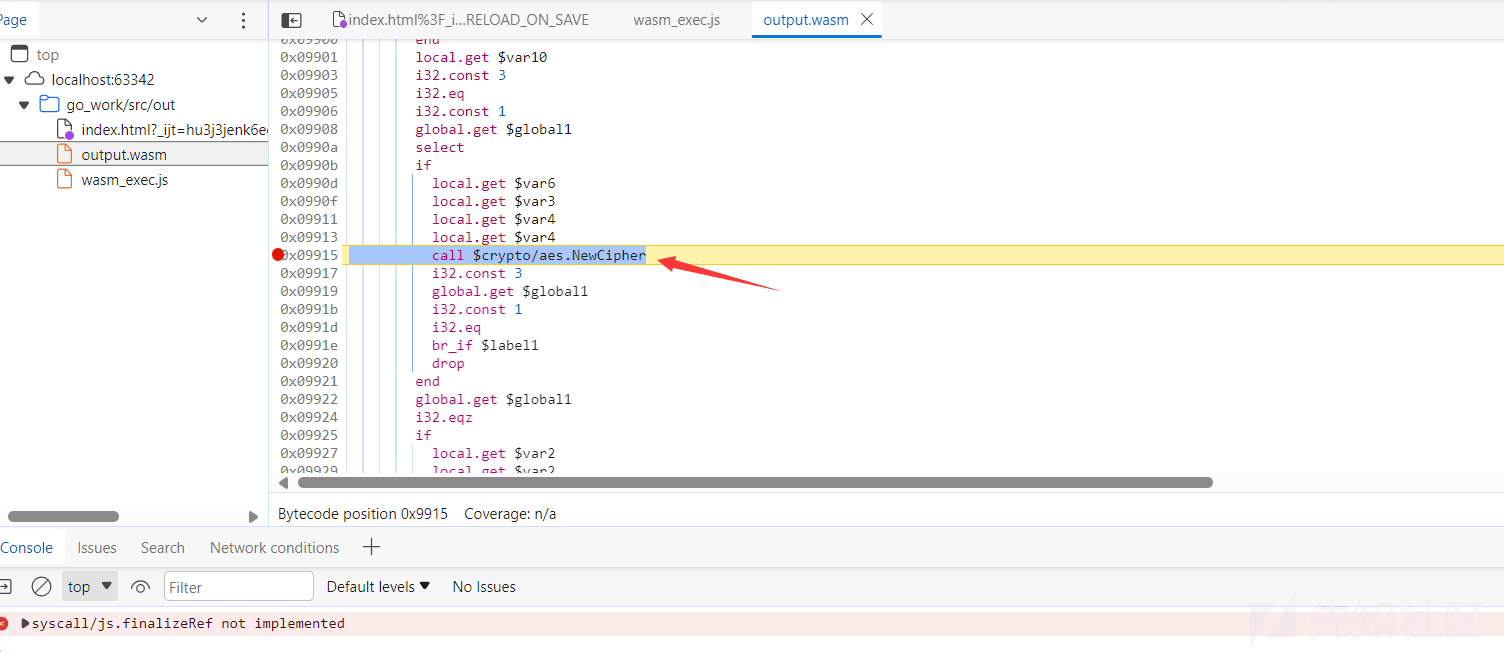 Page
index.html%3F_i...RELOAD_ON_SAVE
wasm_exec.js
output.wasm
top
localhost:63342
go_work/src/out
index.html?_ijt=hu3j3jenk6e
output.wasm
wasm_exec.js
0x09900 end
0x09901 local.get $var10
0x09903 i32.const 3
0x09905 i32.eq
0x09906 i32.const 1
0x09908 global.get $global1
0x0990a select
0x0990b if
0x0990d local.get $var6
0x0990f local.get $var3
0x09911 local.get $var4
0x09913 local.get $var4
0x09915 call $crypto/aes.NewCipher
0x09917 i32.const 3
0x09919 global.get $global1
0x0991b i32.const 1
0x0991d i32.eq
0x0991e br_if $label1
0x09920 drop
0x09921 end
0x09922 global.get $global1
0x09924 i32.eqz
0x09925 if
0x09927 local.get $var2
0x09929 local.get $var2
Bytecode position 0x9915 Coverage: n/a
Console Issues Search Network conditions
top Filter Default levels No Issues
syscall/js.finalizeRef not implemented
先知社区